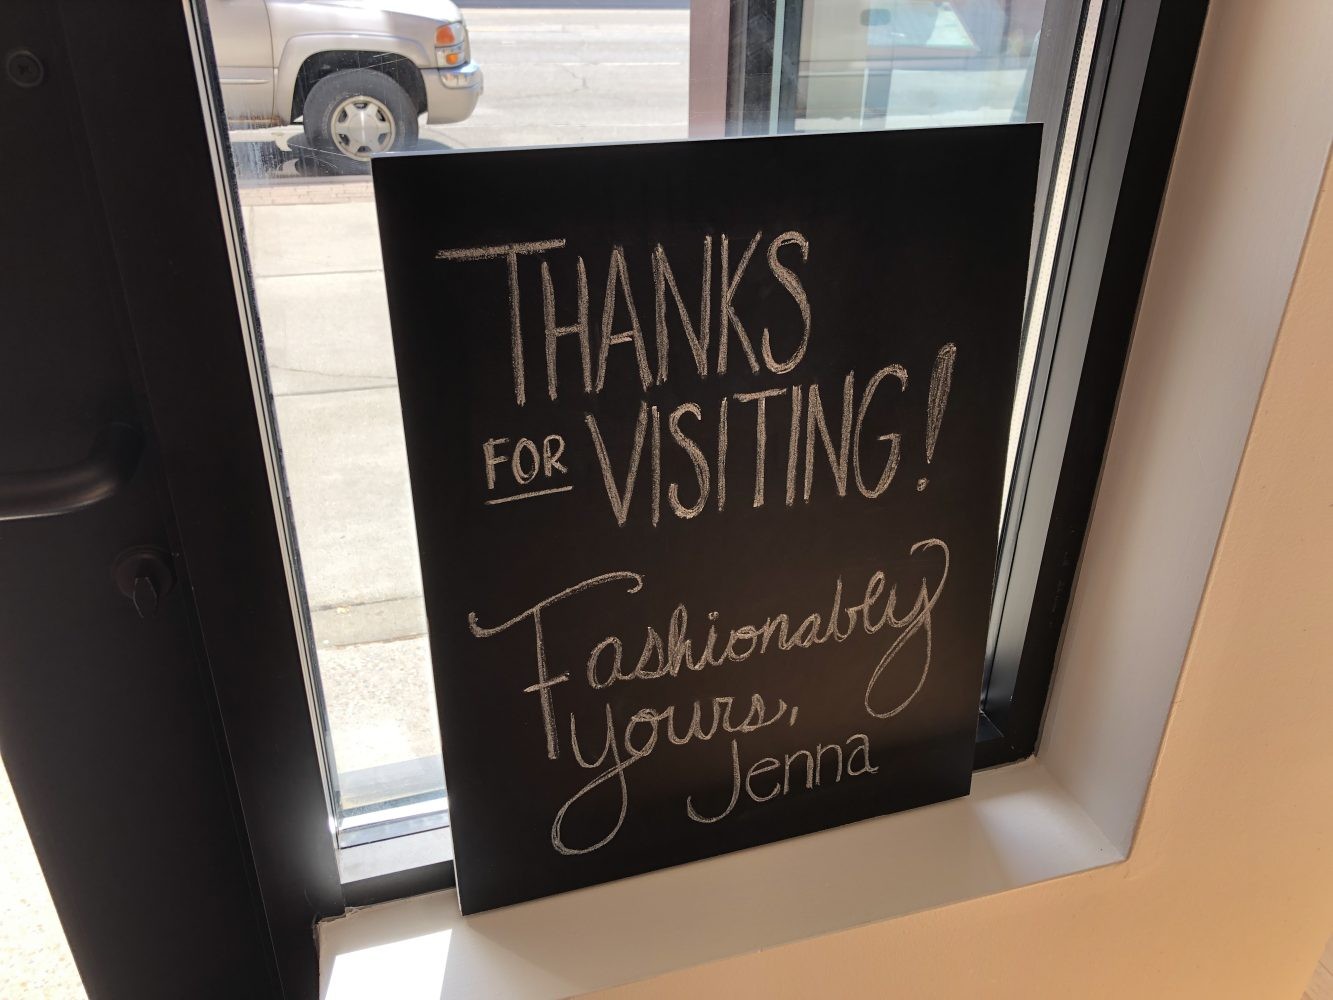 THANKS
FOR VISITING!
Fashionably
yours,
Jenna